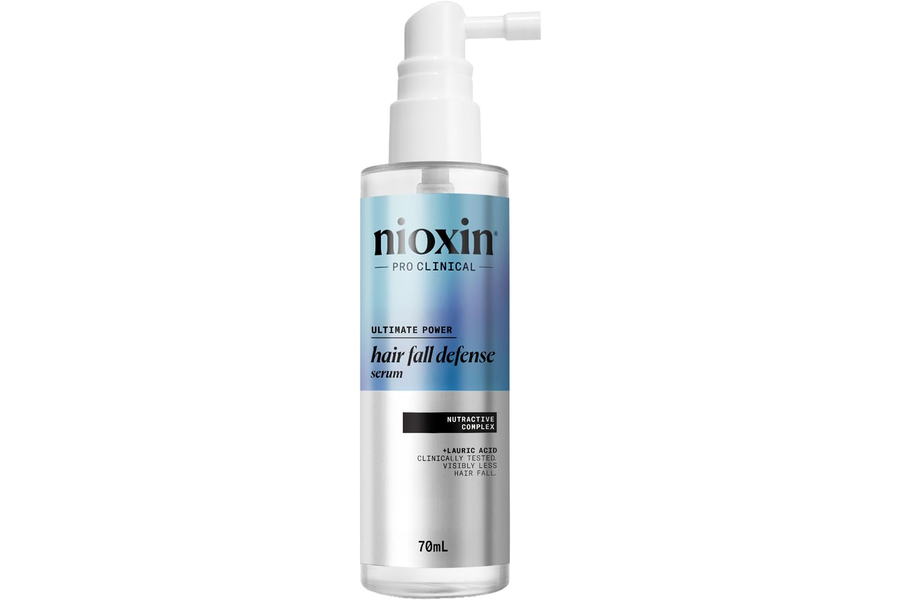 nioxin®
PRO CLINICAL
ULTIMATE POWER
hair fall defense
serum
NUTRACTIVE
COMPLEX
+LAURIC ACID
CLINICALLY TESTED.
VISIBLY LESS
HAIR FALL.
70mL